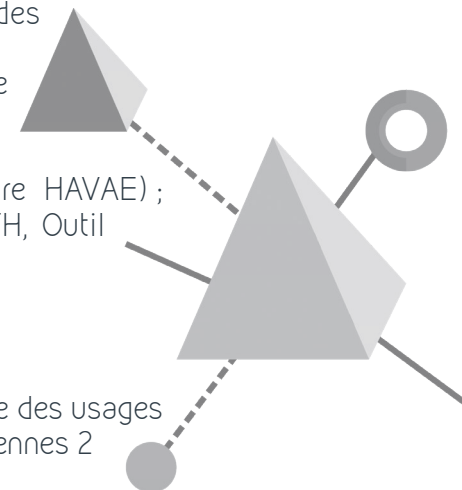 des
e
re HAVAE) ;
H, Outil
e des usages
ennes 2